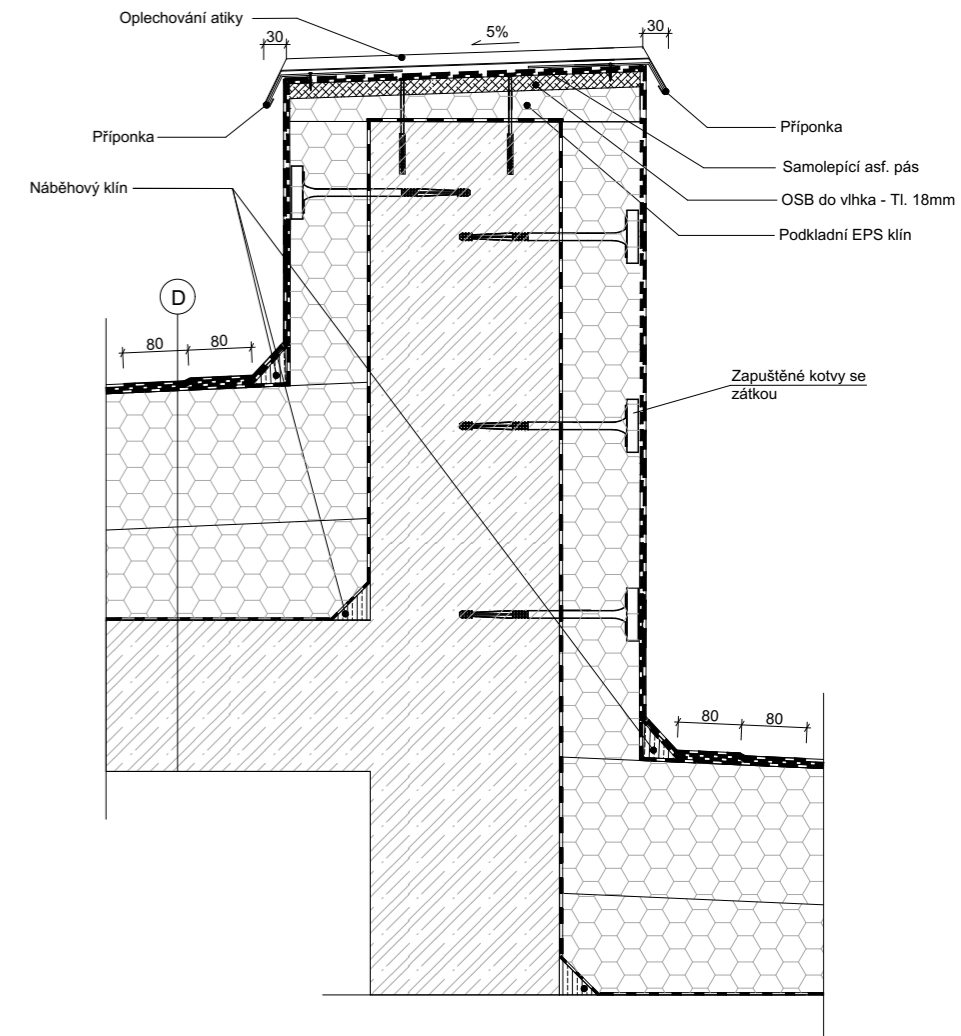 Oplechování atiky
30
5%
30
Příponka
Příponka
Samolepící asf. pás
Náběhový klín
OSB do vlhka - Tl. 18mm
Podkladní EPS klín
D
80
80
Zapuštěné kotvy se
zátkou
80
80